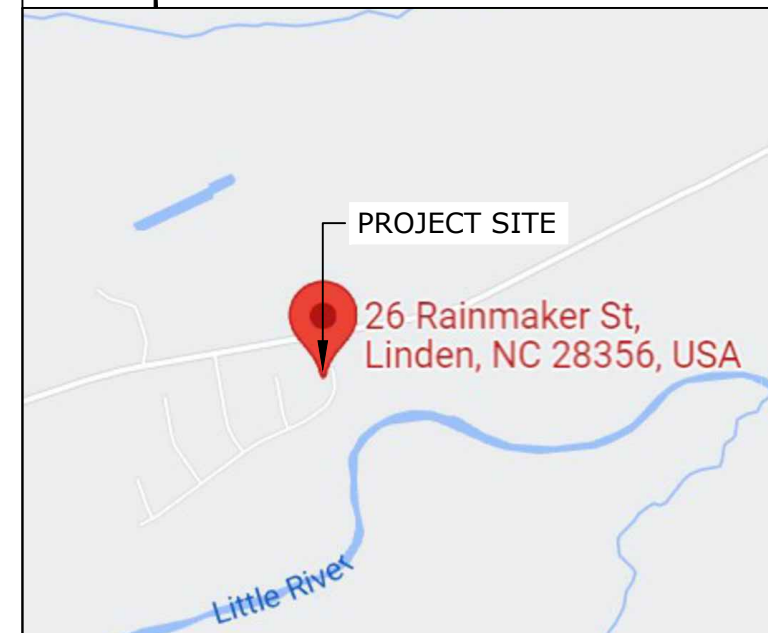 PROJECT SITE
26 Rainmaker St,
Linden, NC 28356, USA
Little River